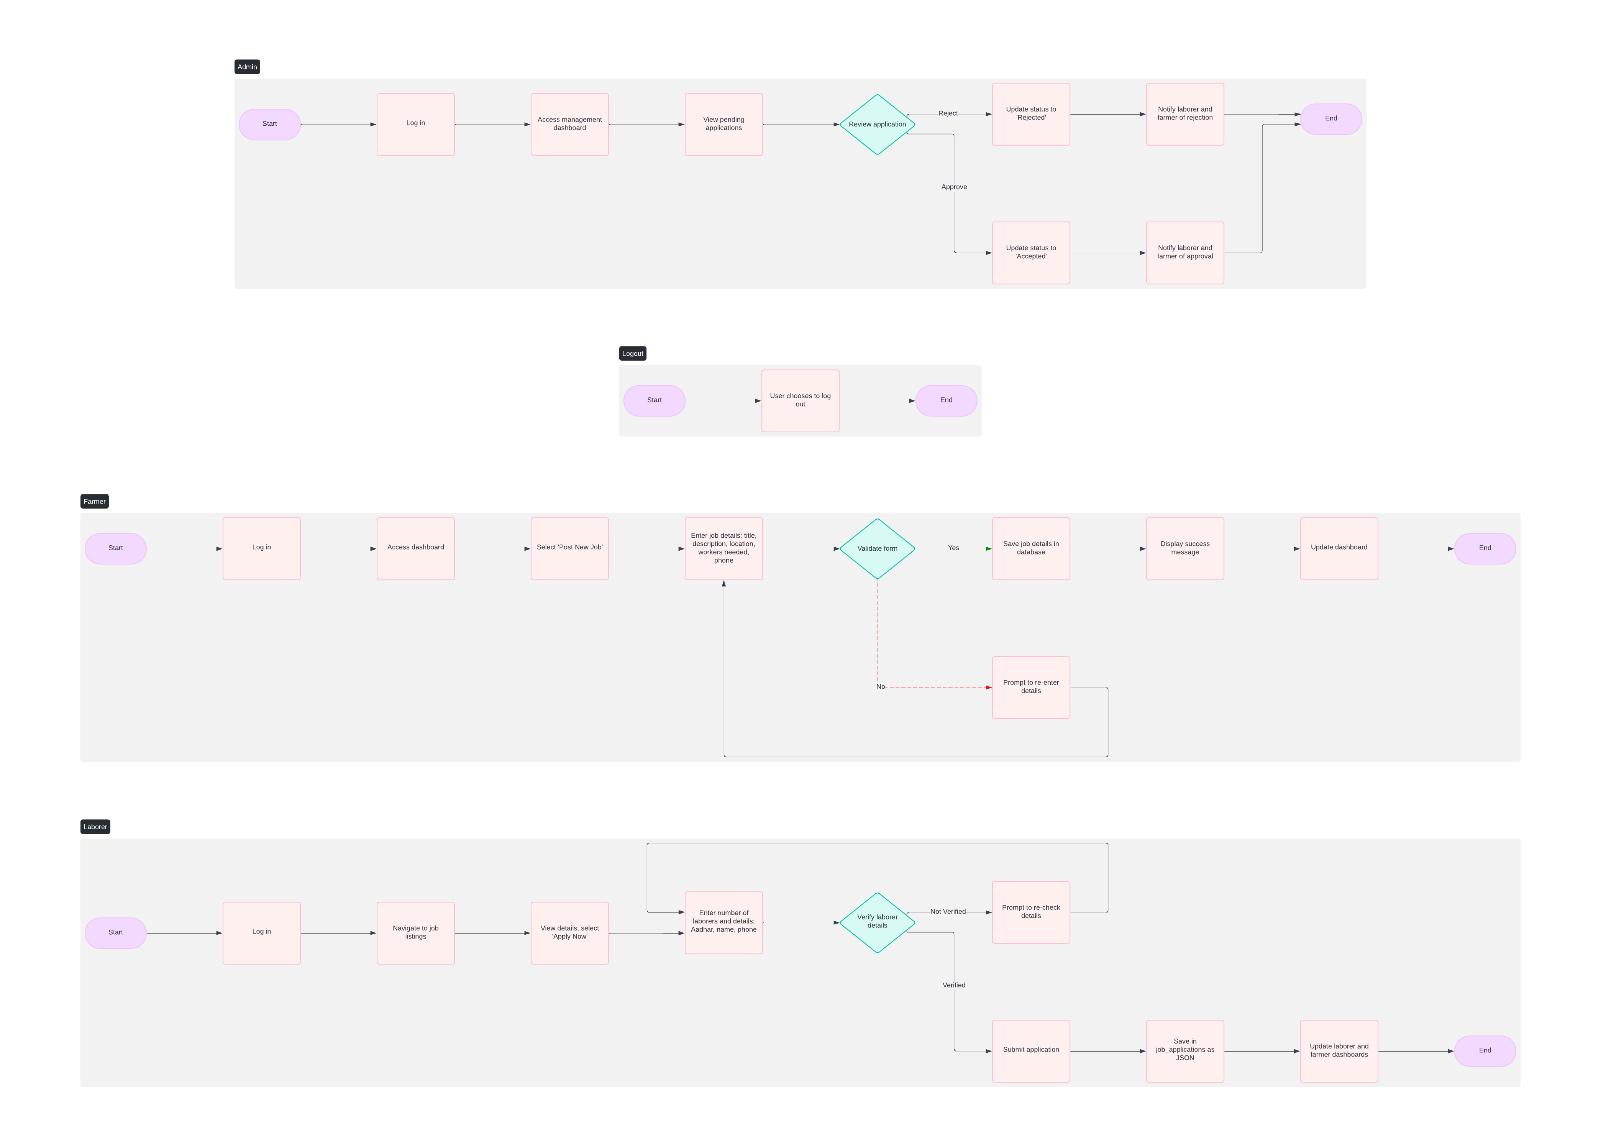 Admin
Start
Log in
Access management
dashboard
View pending
applications
Review application
Reject
Update status to
'Rejected'
Notify laborer and
farmer of rejection
End
Approve
Update status to
'Accepted'
Notify laborer and
farmer of approval
Logout
Start
User chooses to log
out
End
Farmer
Start
Log in
Access dashboard
Select 'Post New Job'
Enter job details: title,
description, location,
workers needed,
phone
Validate form
Yes
Save job details in
database
Display success
message
Update dashboard
End
No
Prompt to re-enter
details
Laborer
Start
Log in
Navigate to job
listings
View details, select
'Apply Now'
Enter number of
laborers and details:
Aadhar, name, phone
Verify laborer
details
Not Verified
Prompt to re-check
details
Verified
Submit application
Save in
job_applications as
JSON
Update laborer and
farmer dashboards
End